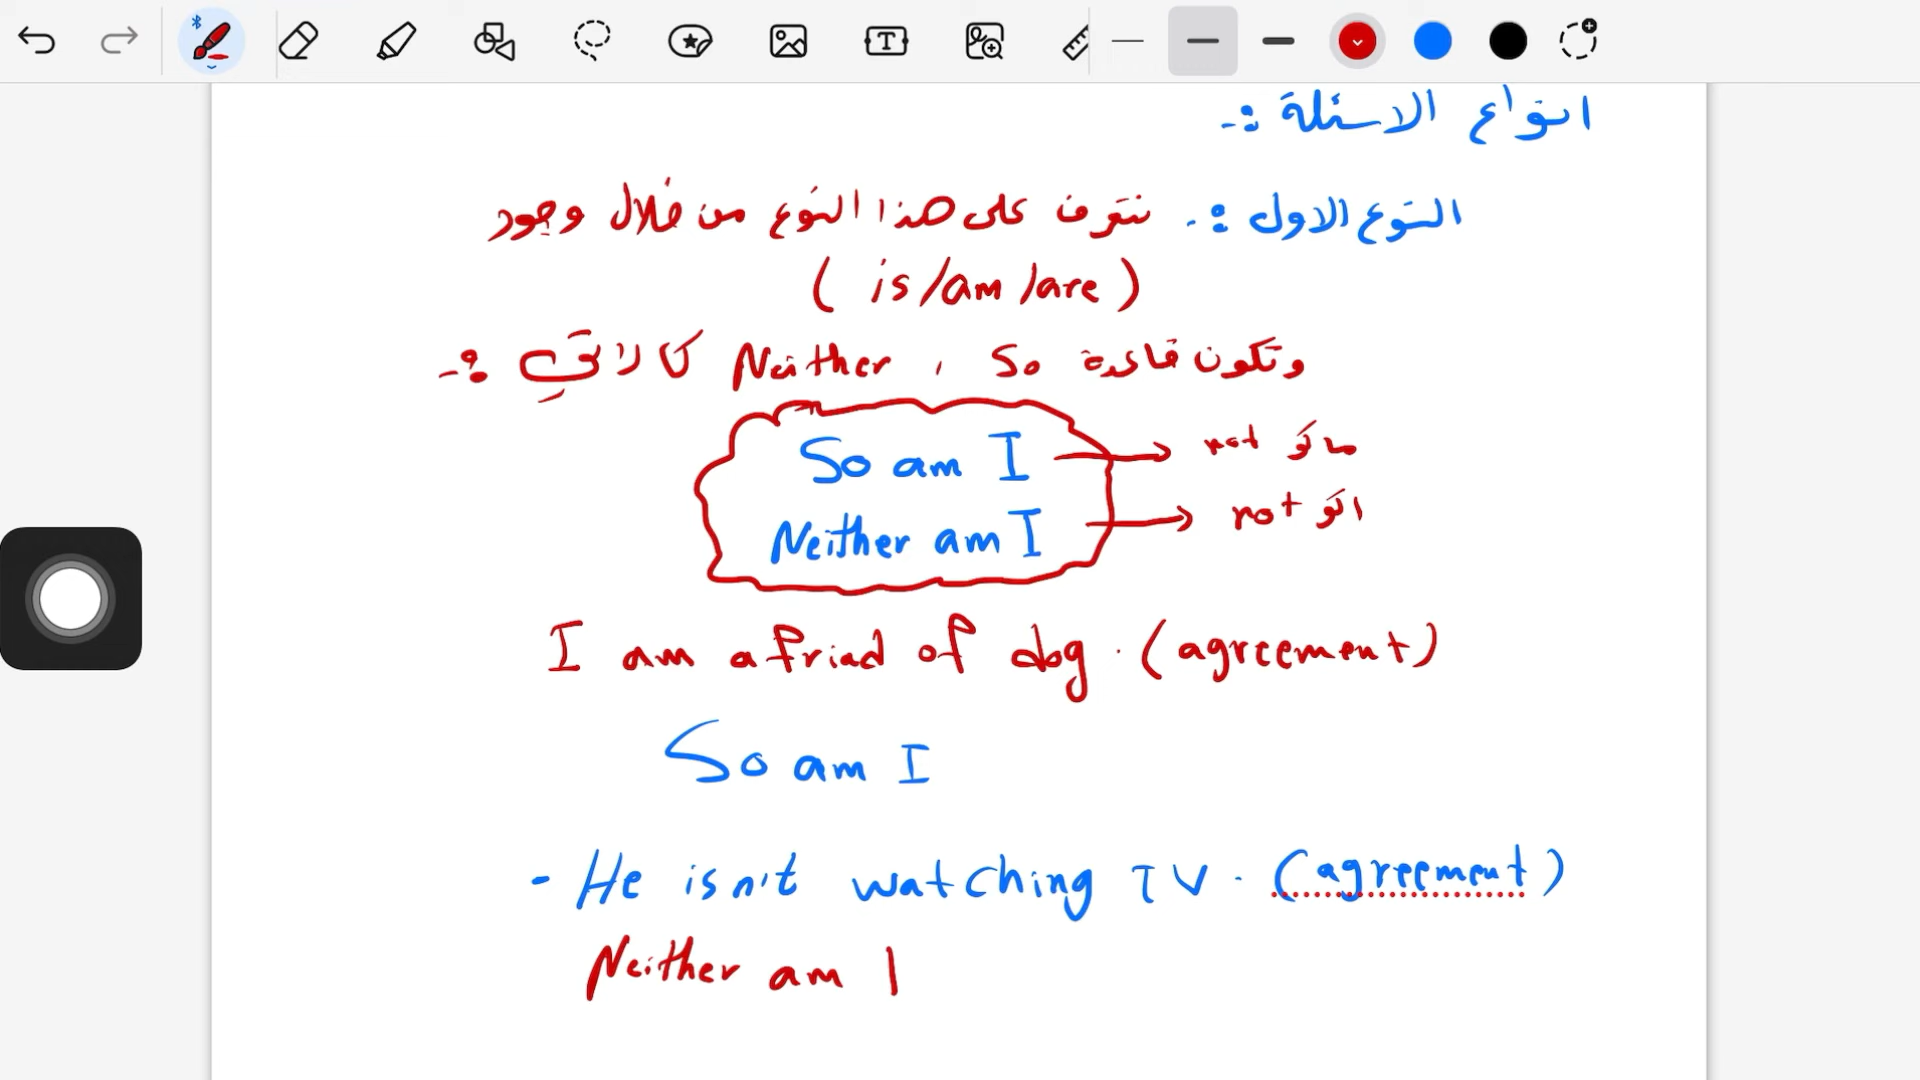 انواع الاسئلة :-
النوع الاول :- نتعرف على هذا النوع من خلال وجود
( is/am/are )
وتكون قاعدة So , Neither كالاتي :-
So am I → not ماكو
Neither am I → not اكو
I am afriad of dog. (agreement)
So am I
- He isn't watching TV. (agreement)
Neither am I